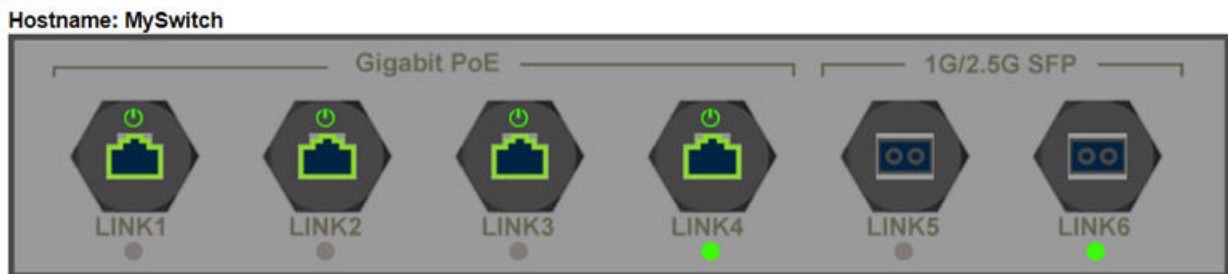 Hostname: MySwitch
Gigabit PoE 1G/2.5G SFP
LINK1 LINK2 LINK3 LINK4 LINK5 LINK6